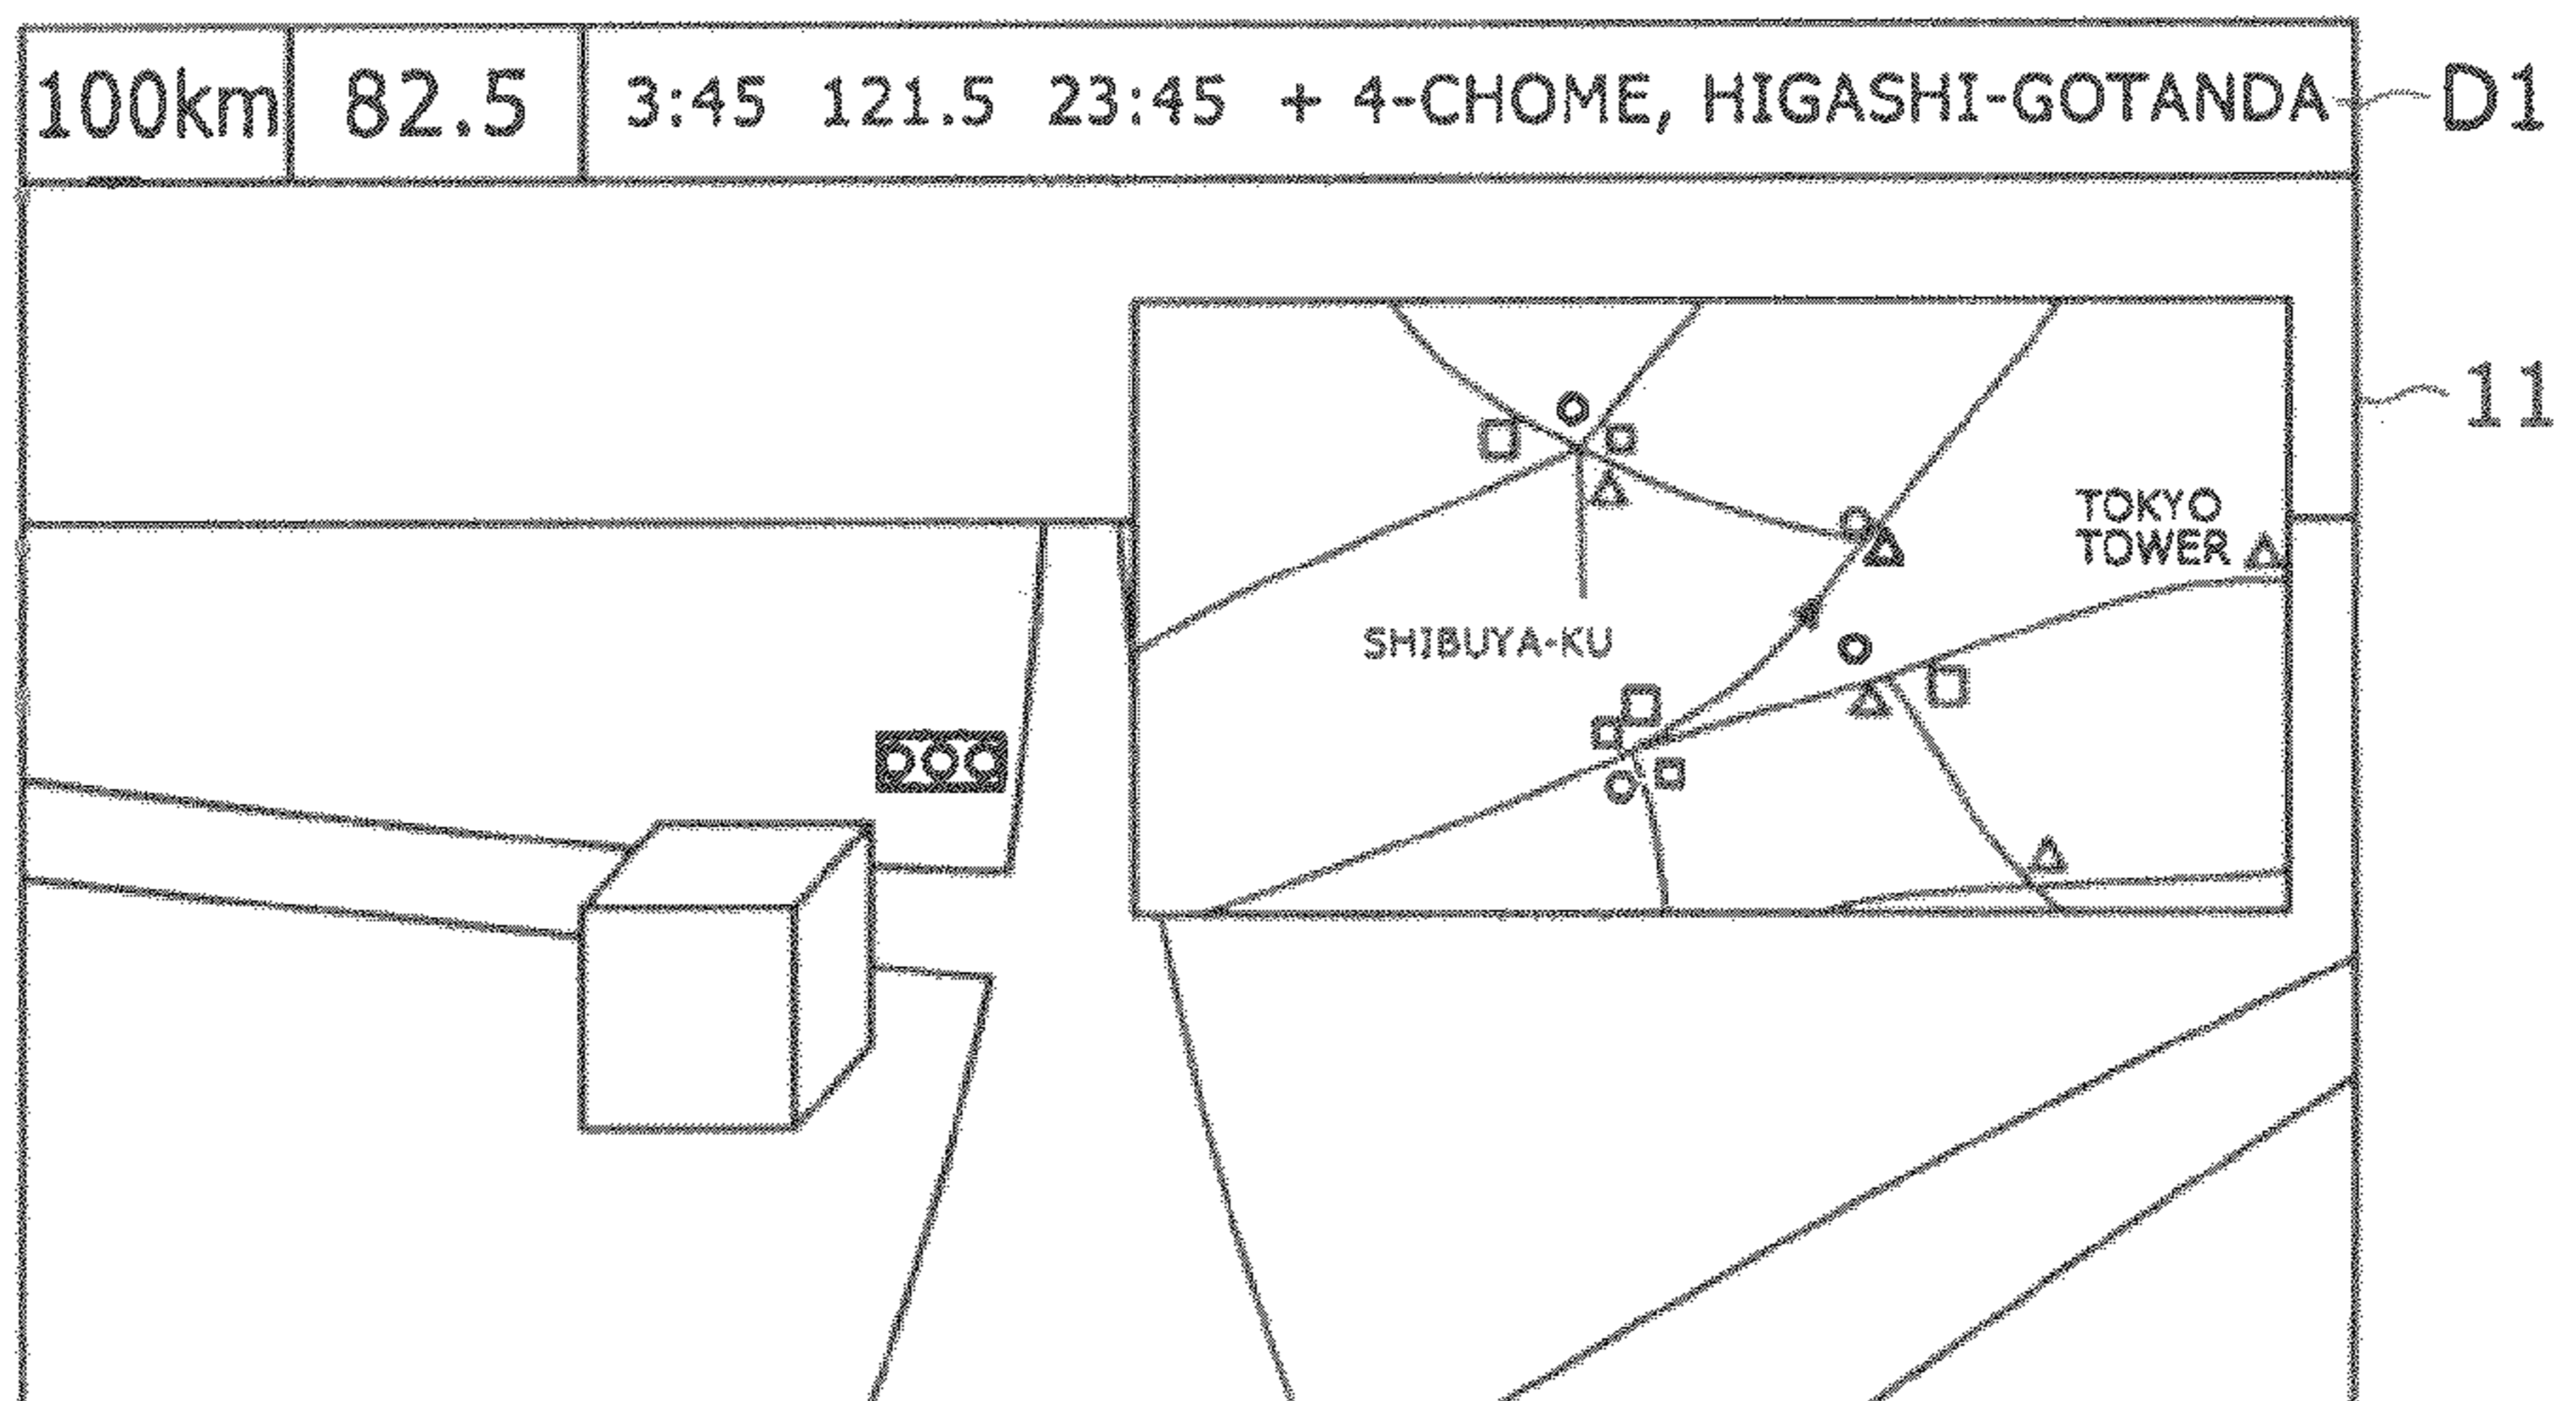 100km 82.5 3:45 121.5 23:45 + 4-CHOME, HIGASHI-GOTANDA D1
11
TOKYO
TOWER
SHIBUYA-KU